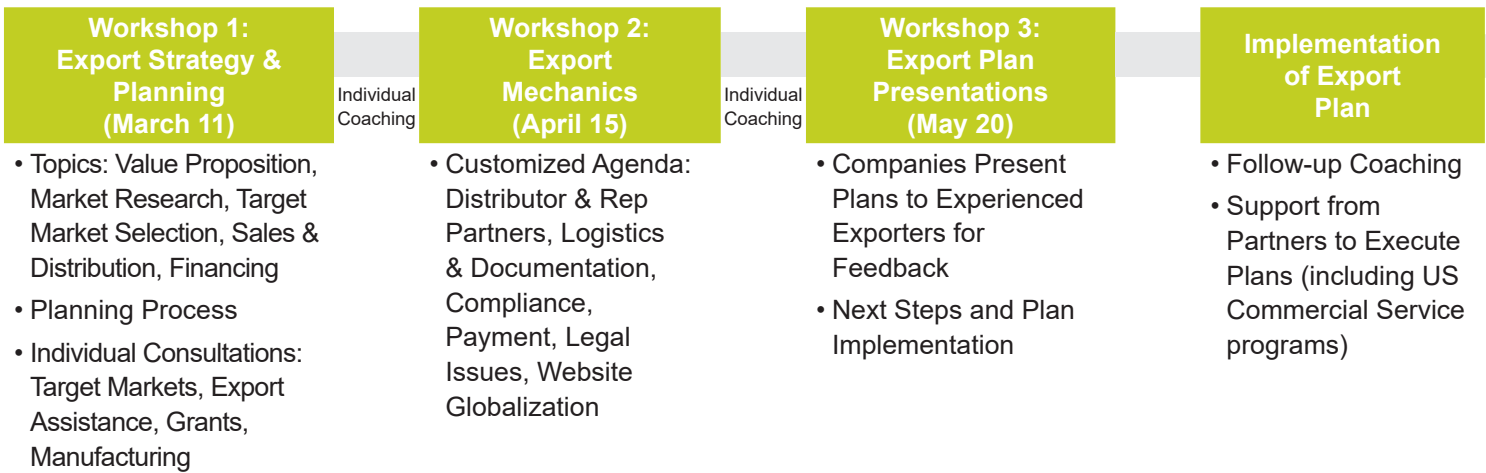 Workshop 1:
Export Strategy &
Planning
(March 11)
Individual
Coaching
Workshop 2:
Export
Mechanics
(April 15)
Individual
Coaching
Workshop 3:
Export Plan
Presentations
(May 20)
Implementation
of Export
Plan
• Topics: Value Proposition,
Market Research, Target
Market Selection, Sales &
Distribution, Financing
• Planning Process
• Individual Consultations:
Target Markets, Export
Assistance, Grants,
Manufacturing
• Customized Agenda:
Distributor & Rep
Partners, Logistics
& Documentation,
Compliance,
Payment, Legal
Issues, Website
Globalization
• Companies Present
Plans to Experienced
Exporters for
Feedback
• Next Steps and Plan
Implementation
• Follow-up Coaching
• Support from
Partners to Execute
Plans (including US
Commercial Service
programs)